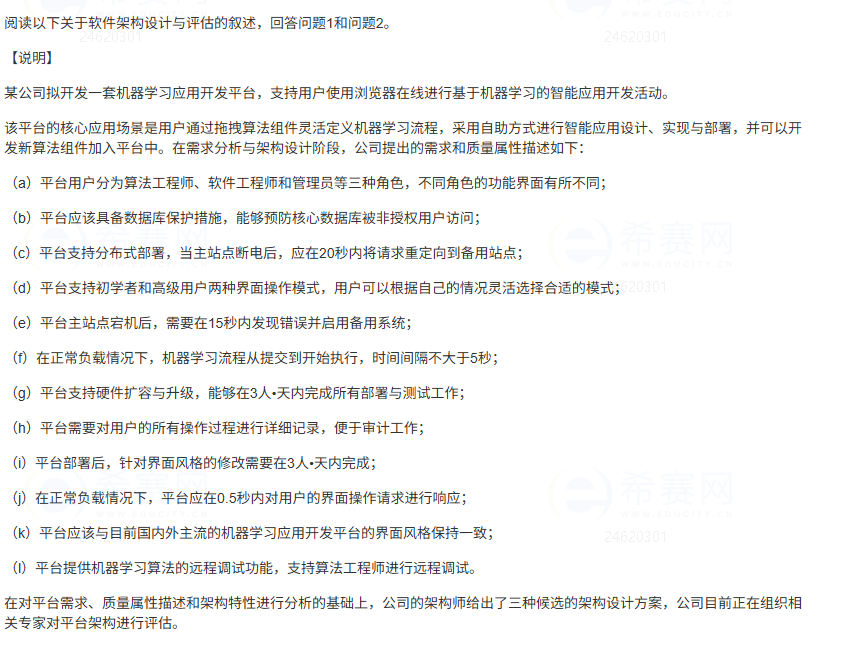 阅读以下关于软件架构设计与评估的叙述，回答问题1和问题2。
【说明】
某公司拟开发一套机器学习应用开发平台，支持用户使用浏览器在线进行基于机器学习的智能应用开发活动。
该平台的核心应用场景是用户通过拖拽算法组件灵活定义机器学习流程，采用自助方式进行智能应用设计、实现与部署，并可以开
发新算法组件加入平台中。在需求分析与架构设计阶段，公司提出的需求和质量属性描述如下：
（a）平台用户分为算法工程师、软件工程师和管理员等三种角色，不同角色的功能界面有所不同；
（b）平台应该具备数据库保护措施，能够预防核心数据库被非授权用户访问；
（c）平台支持分布式部署，当主站点断电后，应在20秒内将请求重定向到备用站点；
（d）平台支持初学者和高级用户两种界面操作模式，用户可以根据自己的情况灵活选择合适的模式；
（e）平台主站点宕机后，需要在15秒内发现错误并启用备用系统；
（f）在正常负载情况下，机器学习流程从提交到开始执行，时间间隔不大于5秒；
（g）平台支持硬件扩容与升级，能够在3人•天内完成所有部署与测试工作；
（h）平台需要对用户的所有操作过程进行详细记录，便于审计工作；
（i）平台部署后，针对界面风格的修改需要在3人•天内完成；
（j）在正常负载情况下，平台应在0.5秒内对用户的界面操作请求进行响应；
（k）平台应该与目前国内外主流的机器学习应用开发平台的界面风格保持一致；
（l）平台提供机器学习算法的远程调试功能，支持算法工程师进行远程调试。
在对平台需求、质量属性描述和架构特性进行分析的基础上，公司的架构师给出了三种候选的架构设计方案，公司目前正在组织相
关专家对平台架构进行评估。
希赛网
24620301